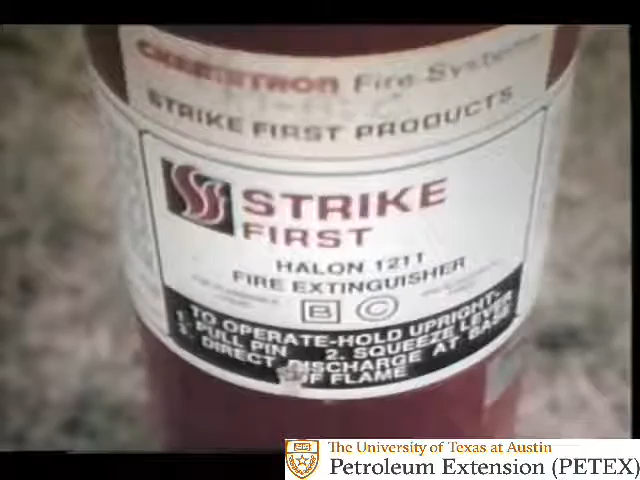 CHEMETRON Fire Systems
STRIKE FIRST PRODUCTS
STRIKE
FIRST
HALON 1211
FIRE EXTINGUISHER
B C
TO OPERATE-HOLD UPRIGHT-
1. PULL PIN 2. SQUEEZE LEVER
3. DIRECT DISCHARGE AT BASE
OF FLAME
The University of Texas at Austin
Petroleum Extension (PETEX)